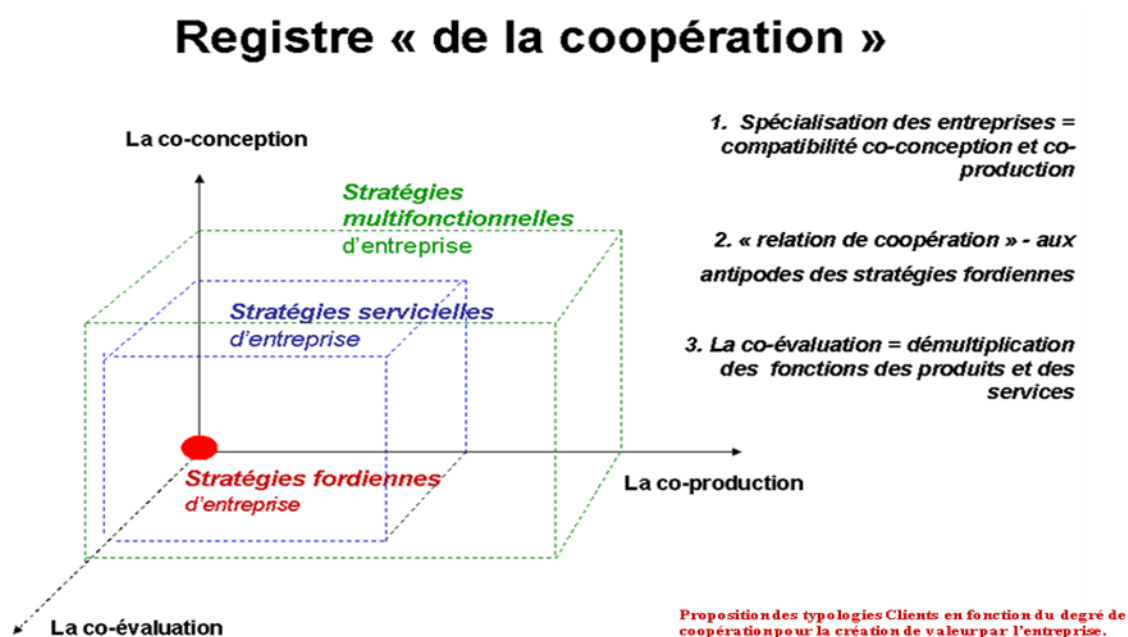 Registre « de la coopération »
La co-conception
Stratégies
multifonctionnelles
d'entreprise
Stratégies servicielles
d'entreprise
Stratégies fordiennes
d'entreprise
La co-production
La co-évaluation
1. Spécialisation des entreprises =
compatibilité co-conception et co-
production
2. « relation de coopération » - aux
antipodes des stratégies fordiennes
3. La co-évaluation = démultiplication
des fonctions des produits et des
services
Proposition des typologies Clients en fonction du degré de
coopération pour la création de valeur par l'entreprise.